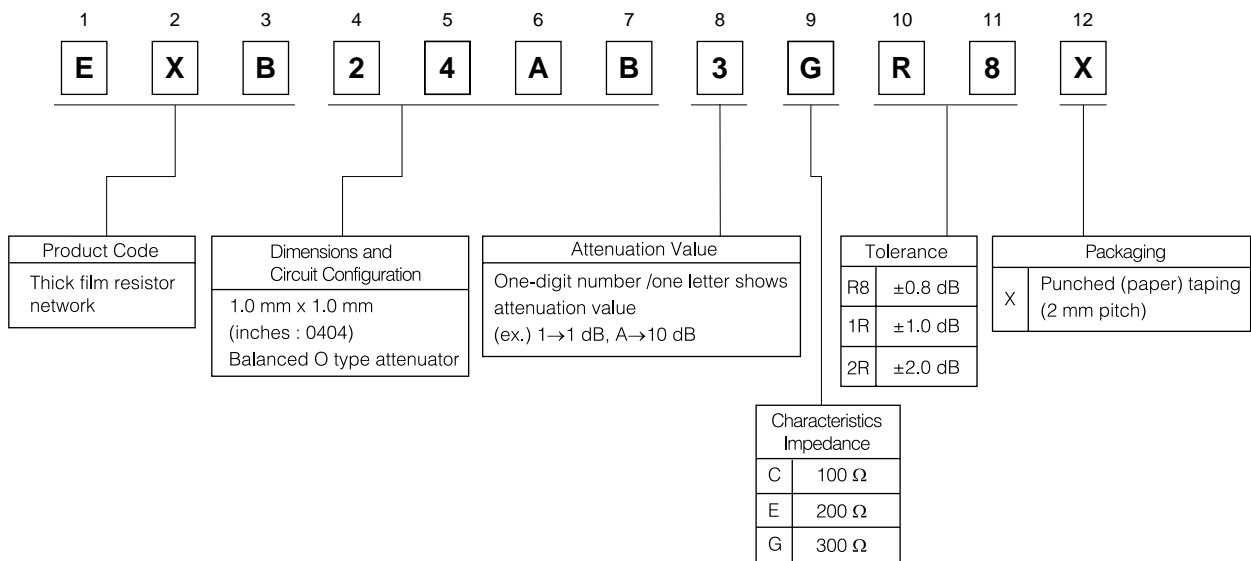 1 2 3 4 5 6 7 8 9 10 11 12
E X B 2 4 A B 3 G R 8 X
Product Code
Thick film resistor
network
Dimensions and
Circuit Configuration
1.0 mm x 1.0 mm
(inches : 0404)
Balanced O type attenuator
Attenuation Value
One-digit number /one letter shows
attenuation value
(ex.) 1→1 dB, A→10 dB
Characteristics
Impedance
C 100 Ω
E 200 Ω
G 300 Ω
Tolerance
R8 ±0.8 dB
1R ±1.0 dB
2R ±2.0 dB
Packaging
X Punched (paper) taping
(2 mm pitch)